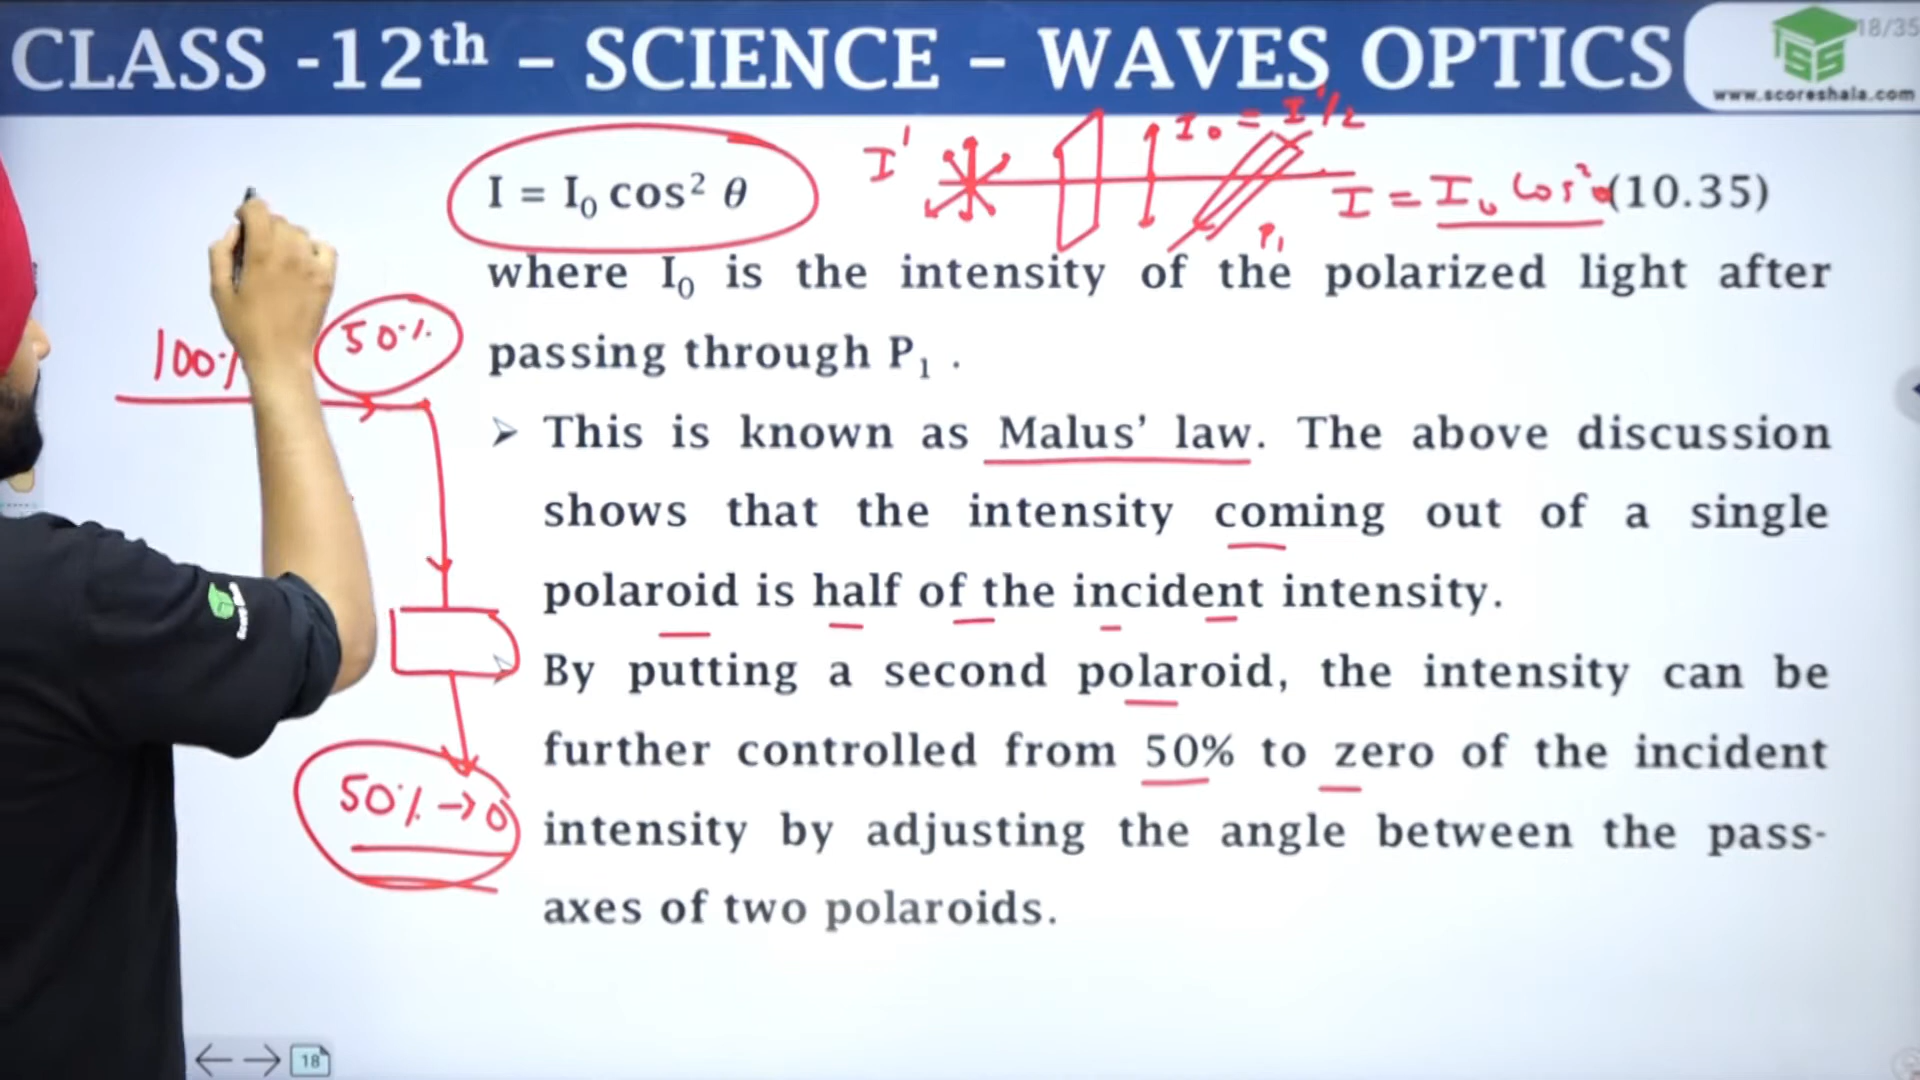 CLASS -12th – SCIENCE – WAVES OPTICS
18/35
www.scoreshala.com
I' I₀ = I'/2
I = I₀ cos² θ I = I₀ Cos² (10.35)
P₁
where I₀ is the intensity of the polarized light after
passing through P₁ .
100% 50%
➢ This is known as Malus’ law. The above discussion
shows that the intensity coming out of a single
polaroid is half of the incident intensity.
➢ By putting a second polaroid, the intensity can be
further controlled from 50% to zero of the incident
50% → 0
intensity by adjusting the angle between the pass-
axes of two polaroids.
18